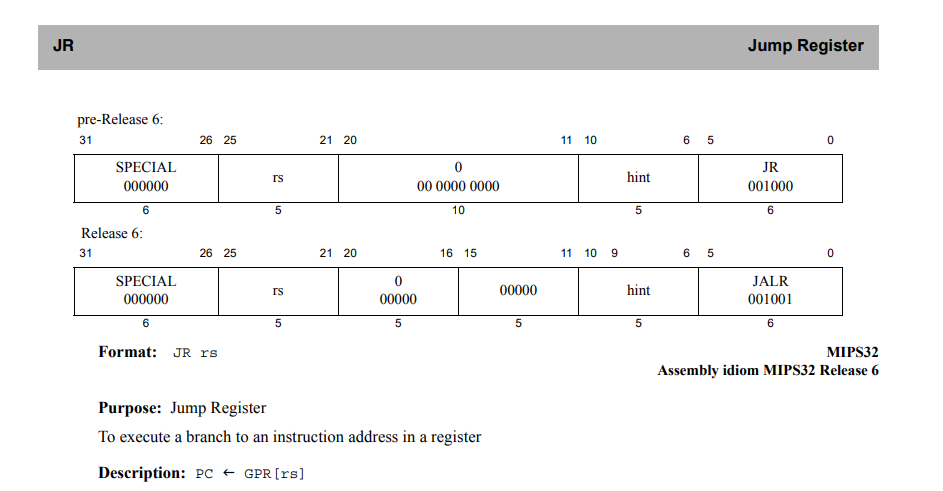 JR Jump Register
pre-Release 6:
31 26 25 21 20 11 10 6 5 0
SPECIAL 0 JR
000000 rs 00 0000 0000 hint 001000
6 5 10 5 6
Release 6:
31 26 25 21 20 16 15 11 10 9 6 5 0
SPECIAL 0 JALR
000000 rs 00000 00000 hint 001001
6 5 5 5 5 6
Format: JR rs MIPS32
Assembly idiom MIPS32 Release 6
Purpose: Jump Register
To execute a branch to an instruction address in a register
Description: PC ← GPR[rs]